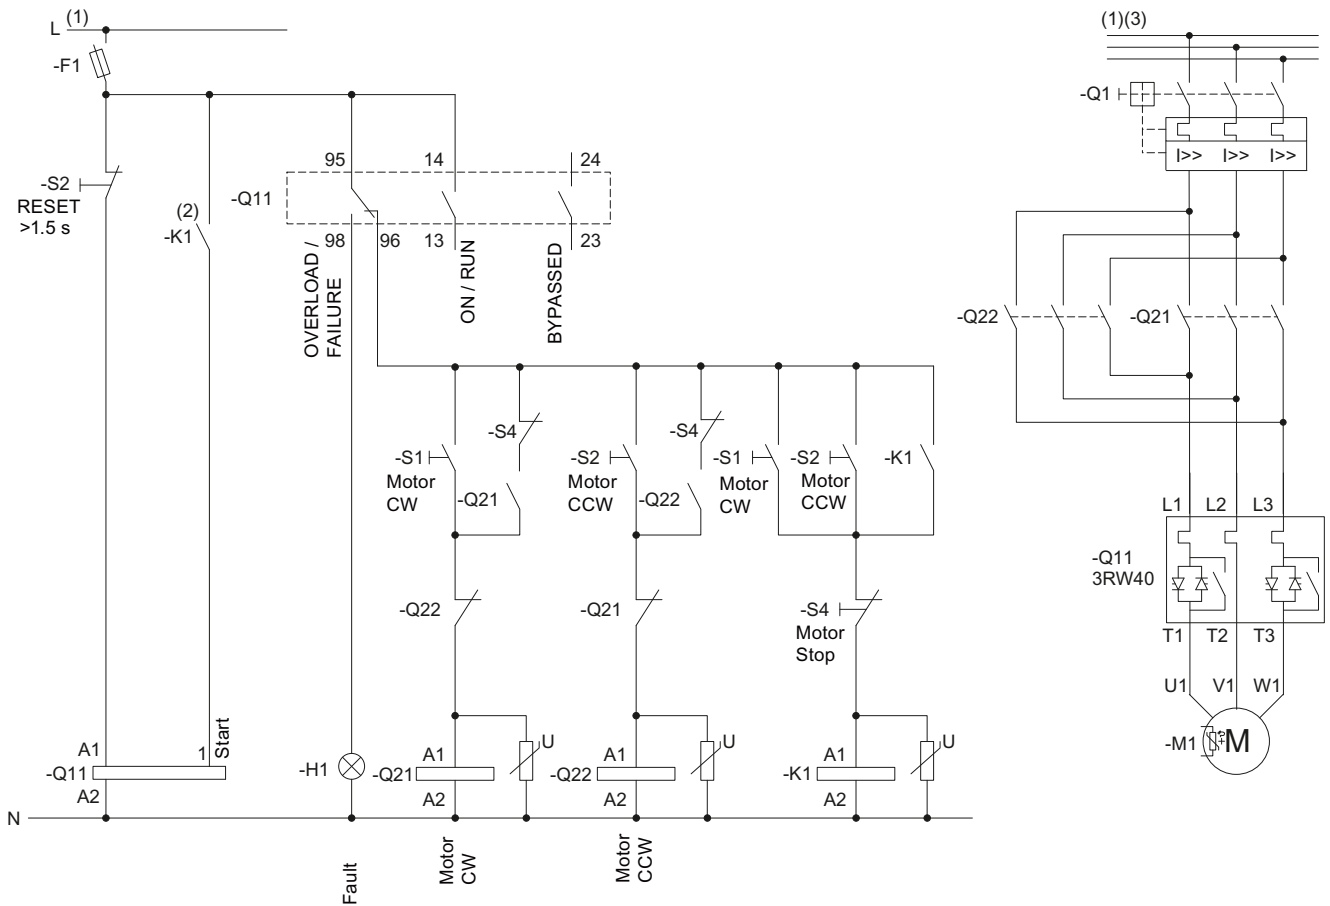 L (1)
-F1
-S2
RESET
>1.5 s
(2)
-K1
-Q11
95
14
24
98
96
13
23
OVERLOAD /
FAILURE
ON / RUN
BYPASSED
-S4
-S4
-S1
Motor
CW
-Q21
-S2
Motor
CCW
-Q22
-S1
Motor
CW
-S2
Motor
CCW
-K1
-Q22
-Q21
-S4
Motor
Stop
A1
1
Start
-Q11
A2
-H1
A1
-Q21
A2
U
A1
-Q22
A2
U
A1
-K1
A2
U
N
Fault
Motor
CW
Motor
CCW
(1)(3)
-Q1
I>>
I>>
I>>
-Q22
-Q21
L1
L2
L3
-Q11
3RW40
T1
T2
T3
U1
V1
W1
-M1
M